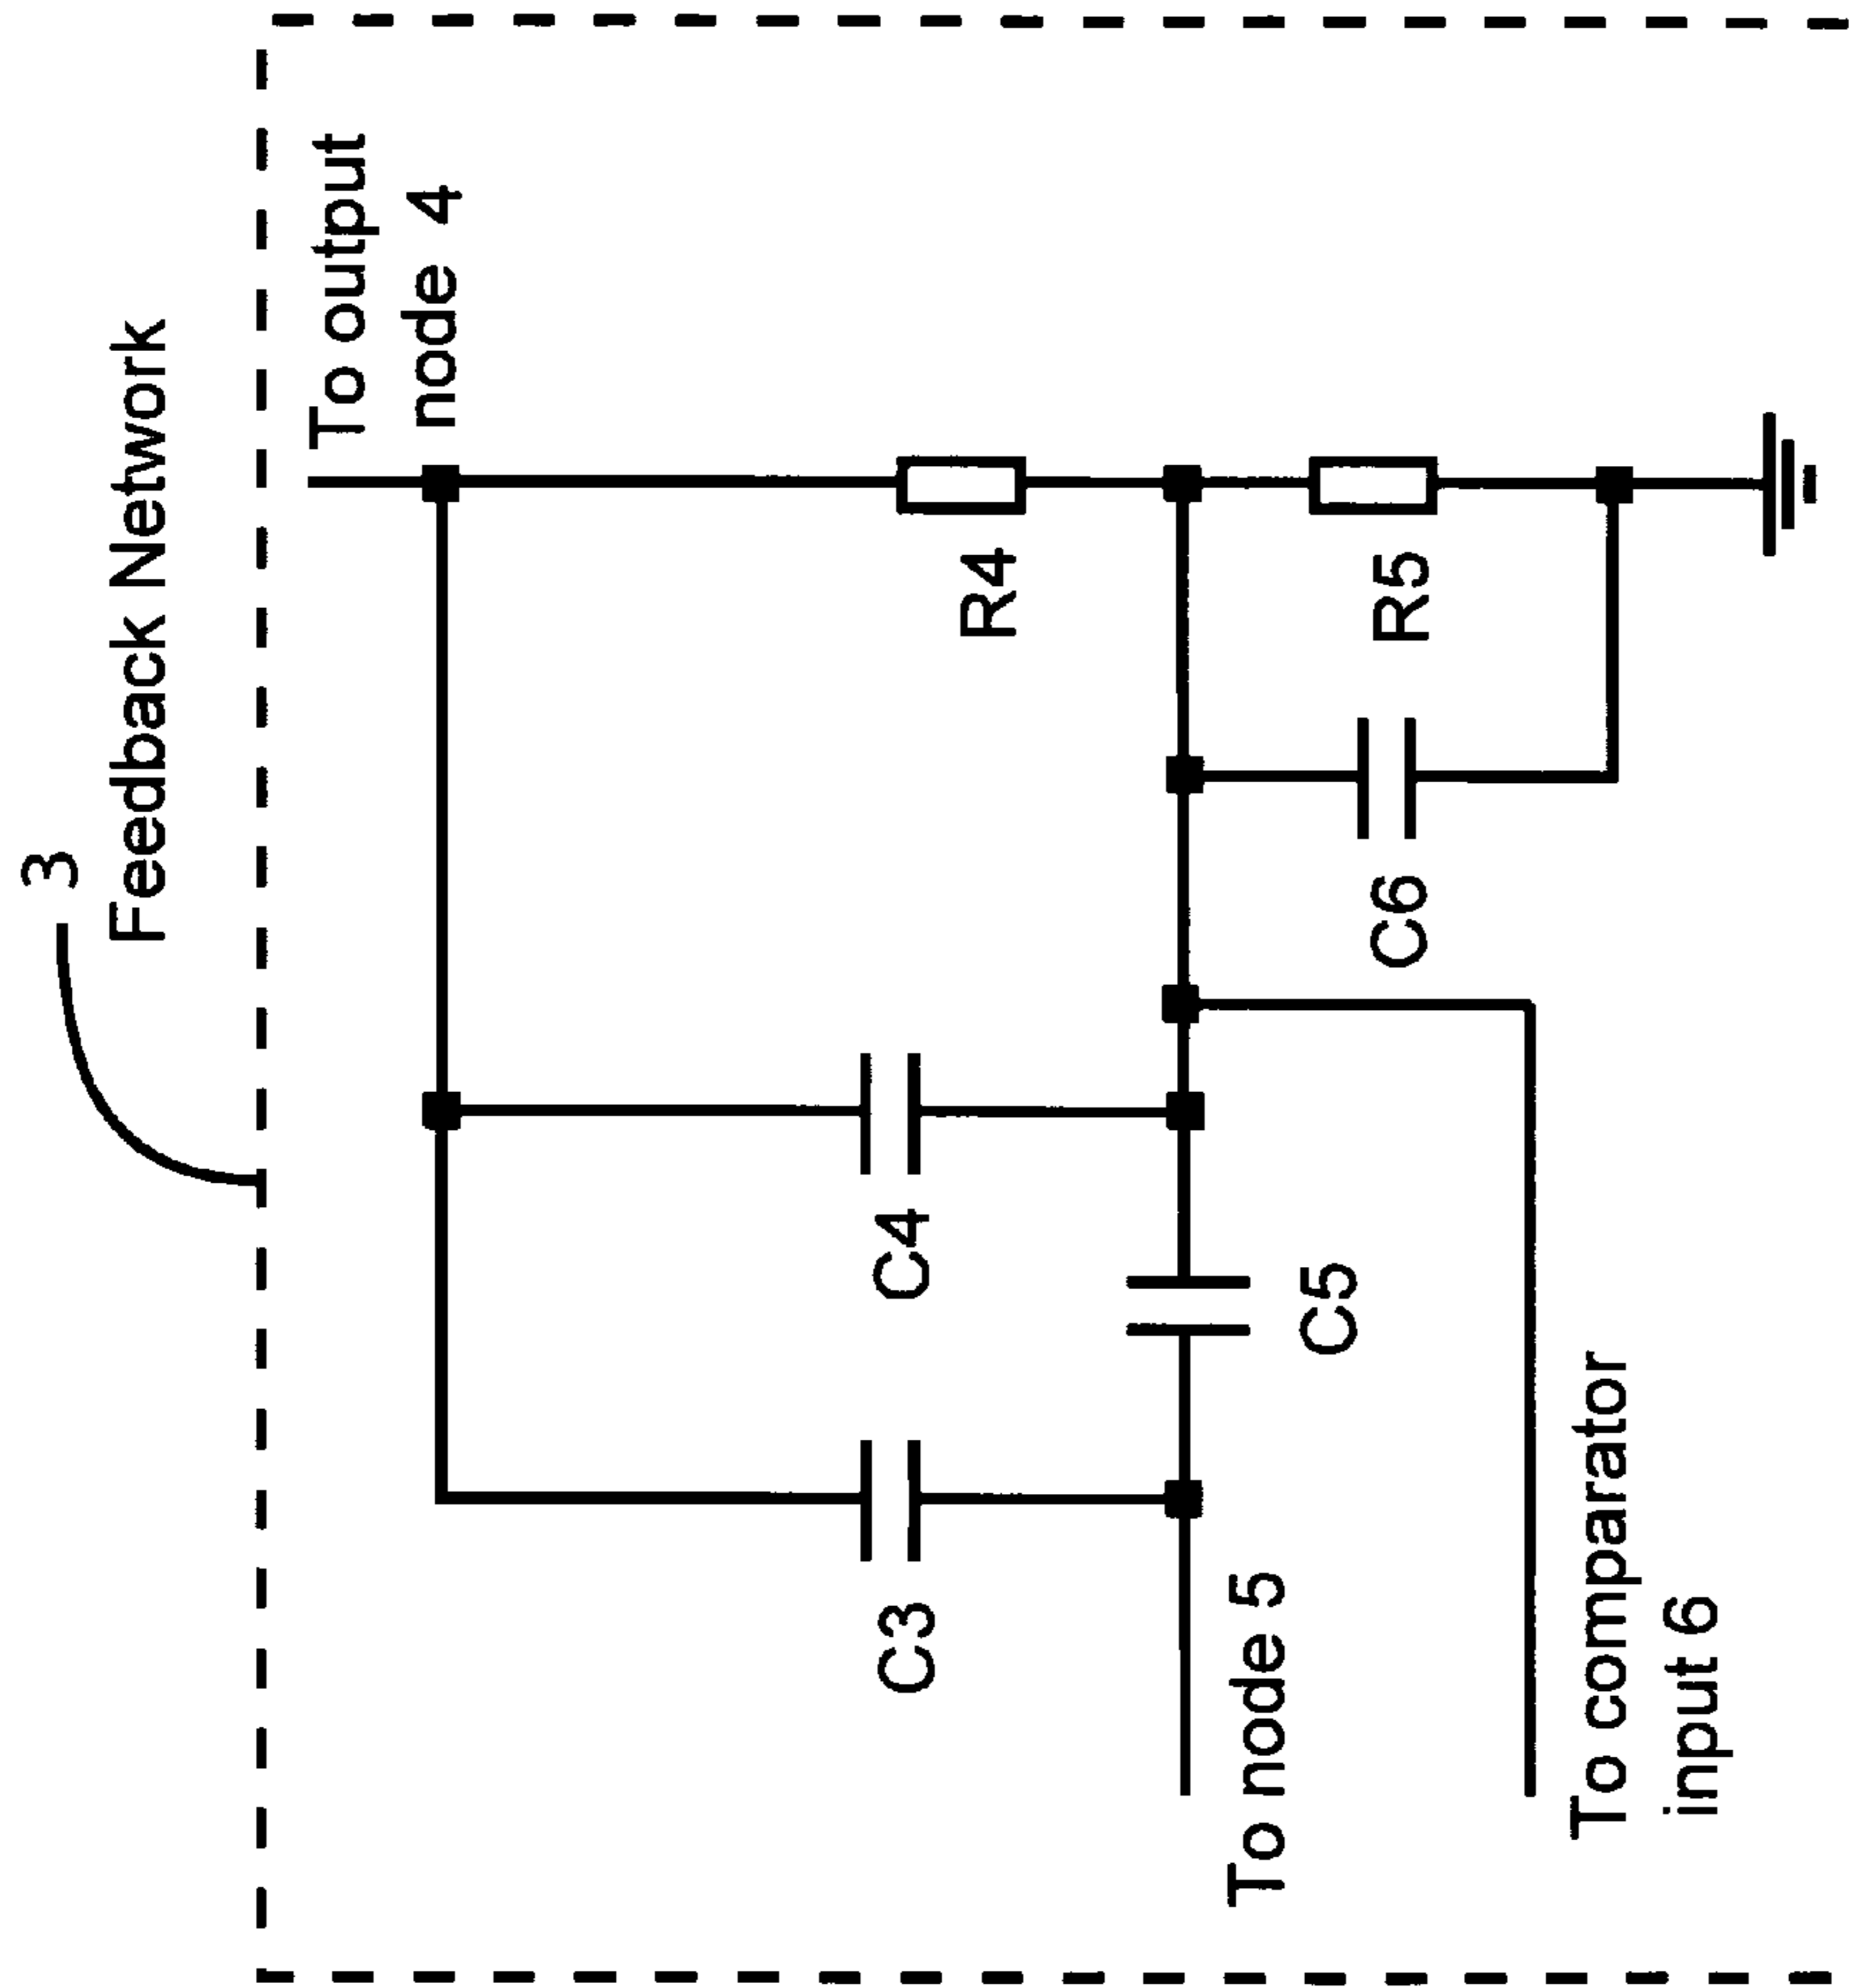 3
Feedback Network
To output
node 4
R4
R5
C6
C4
C5
C3
To node 5
To comparator
input 6